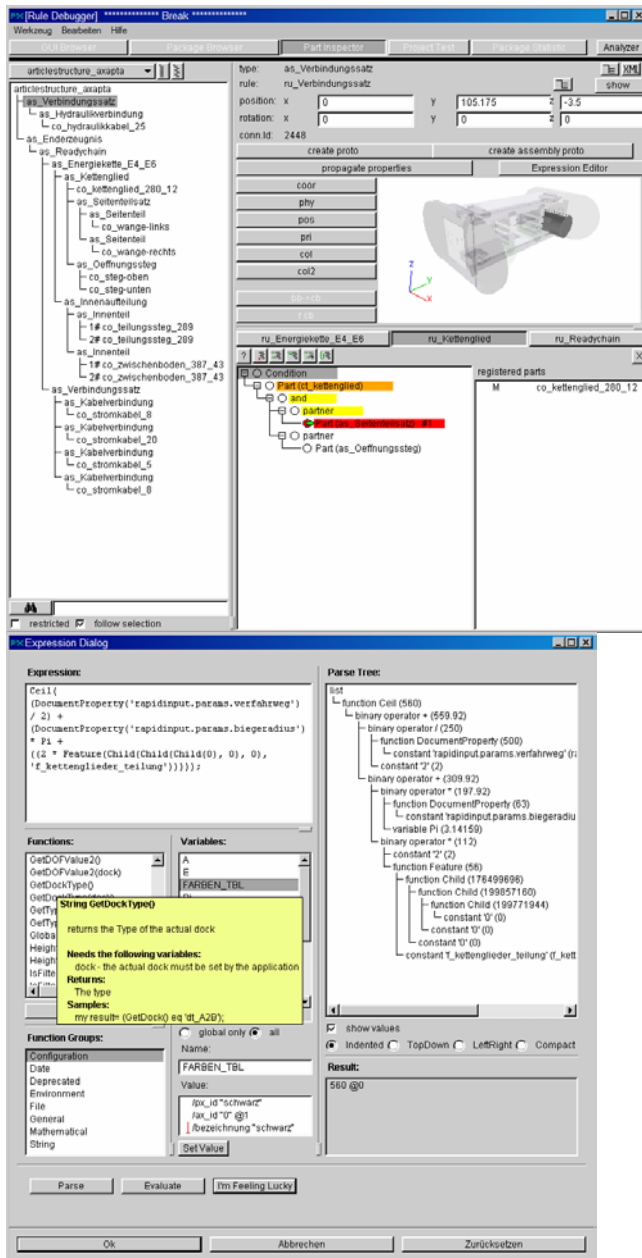 [Rule Debugger] ************** Break **************
Werkzeug Bearbeiten Hilfe
GUI Browser Package Browser Part Inspector Project Test Package Statistic Analyzer
articlestructure_axapta
articlestructure_axapta
as_Verbindungssatz
as_Hydraulikverbindung
co_hydraulikkabel_25
as_Enderzeugnis
as_Readychain
as_Energiekette_E4_E6
as_Kettenglied
co_kettenglied_280_12
as_Seitenteilsatz
as_Seitenteil
co_wange-links
as_Seitenteil
co_wange-rechts
as_Oeffnungssteg
co_steg-oben
co_steg-unten
as_Innenaufteilung
as_Innenteil
1# co_teilungssteg_289
2# co_teilungssteg_289
as_Innenteil
1# co_zwischenboden_387_43
2# co_zwischenboden_387_43
as_Verbindungssatz
as_Kabelverbindung
co_stromkabel_8
as_Kabelverbindung
co_stromkabel_20
as_Kabelverbindung
co_stromkabel_5
as_Kabelverbindung
co_stromkabel_8
restricted follow selection
type: as_Verbindungssatz XML
rule: ru_Verbindungssatz show
position: x 0 y 105.175 z -3.5
rotation: x 0 y 0 z 0
conn.Id: 2448
create proto create assembly proto
propagate properties Expression Editor
coor
phy
pos
pri
col
col2
r cb
z
y
x
ru_Energiekette_E4_E6 ru_Kettenglied ru_Readychain
?
Condition
Part (ct_kettenglied)
and
partner
Part (as_Seitenteilsatz) #1
partner
Part (as_Oeffnungssteg)
registered parts
M co_kettenglied_280_12
Expression Dialog
Expression:
Ceil(
(DocumentProperty('rapidinput.params.verfahrweg')
/ 2) +
(DocumentProperty('rapidinput.params.biegeradius')
* Pi +
((2 * Feature(Child(Child(Child(0), 0), 0),
'f_kettenglieder_teilung')))));
Functions:
GetDOFValue2()
GetDOFValue2(dock)
GetDockType()
String GetDockType()
returns the Type of the actual dock
Needs the following variables:
dock - the actual dock must be set by the application
Returns:
The type
Samples:
my result= (GetDock() eq 'dt_A2B');
Function Groups:
Configuration
Date
Deprecated
Environment
File
General
Mathematical
String
Variables:
A
E
FARBEN_TBL
global only all
Name:
FARBEN_TBL
Value:
/px_id "schwarz"
/ax_id "0" @1
/bezeichnung "schwarz"
Set Value
Parse Tree:
list
function Ceil (560)
binary operator + (559.92)
binary operator / (250)
function DocumentProperty (500)
constant 'rapidinput.params.verfahrweg' (r
constant '2' (2)
binary operator + (309.92)
binary operator * (197.92)
function DocumentProperty (63)
constant 'rapidinput.params.biegeradius
variable Pi (3.14159)
binary operator * (112)
constant '2' (2)
function Feature (56)
function Child (176499696)
function Child (199857160)
function Child (199771944)
constant '0' (0)
constant '0' (0)
constant '0' (0)
constant 'f_kettenglieder_teilung' (f_kett
show values
Indented TopDown LeftRight Compact
Result:
560 @0
Parse Evaluate I'm Feeling Lucky
Ok Abbrechen Zurücksetzen